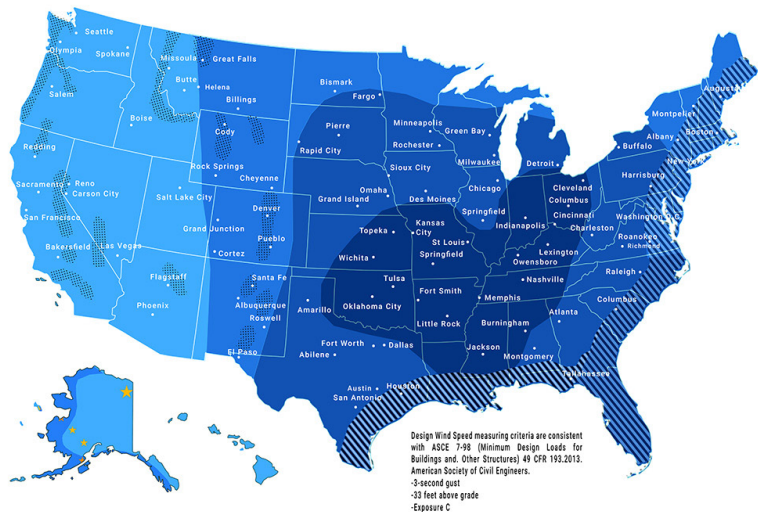 Seattle
Olympia
Spokane
Missoula
Great Falls
Butte
Helena
Billings
Salem
Boise
Cody
Bismark
Fargo
Pierre
Rapid City
Minneapolis
Rochester
Green Bay
Milwaukee
Detroit
Buffalo
Albany
Montpelier
Augusta
Boston
New York
Redding
Rock Springs
Cheyenne
Sioux City
Omaha
Grand Island
Des Moines
Chicago
Cleveland
Columbus
Harrisburg
Sacramento
Reno
Carson City
Salt Lake City
San Francisco
Grand Junction
Denver
Pueblo
Cortez
Topeka
Kansas
City
St Louis
Springfield
Springfield
Indianapolis
Cincinnati
Charleston
Washington D.C
Roanokeo
Richmond
Bakersfield
Las Vegas
Flagstaff
Phoenix
Santa Fe
Albuquerque
Roswell
El Paso
Amarillo
Wichita
Tulsa
Oklahoma City
Fort Smith
Little Rock
Lexington
Owensboro
Nashville
Memphis
Raleigh
Columbus
Atlanta
Burningham
Jackson
Montgomery
Tallahassea
Fort Worth
Dallas
Abilene
Austin
Houston
San Antonio
Design Wind Speed measuring criteria are consistent
with ASCE 7-98 (Minimum Design Loads for
Buildings and. Other Structures) 49 CFR 193.2013.
American Society of Civil Engineers.
-3-second gust
-33 feet above grade
-Exposure C